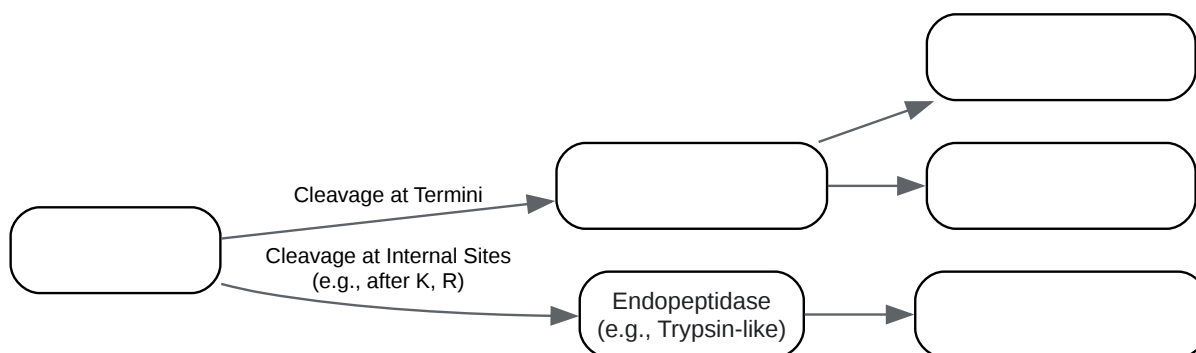 Cleavage at Termini
Cleavage at Internal Sites
(e.g., after K, R)
Endopeptidase
(e.g., Trypsin-like)